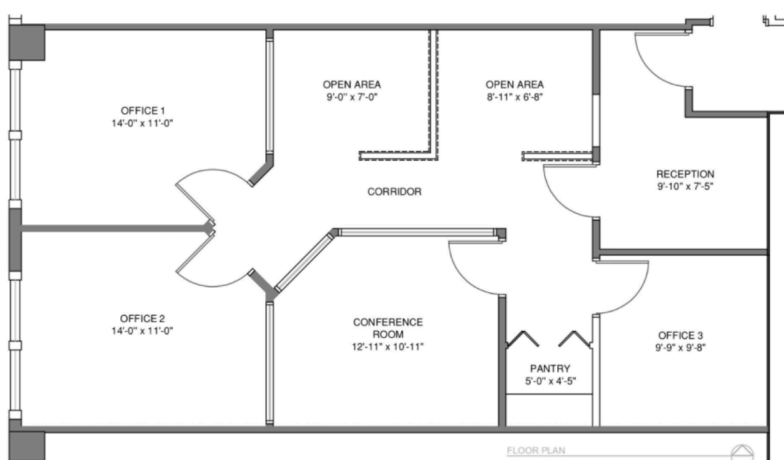 OFFICE 1
14'-0" x 11'-0"
OPEN AREA
9'-0" x 7'-0"
OPEN AREA
8'-11" x 6'-8"
RECEPTION
9'-10" x 7'-5"
CORRIDOR
OFFICE 2
14'-0" x 11'-0"
CONFERENCE
ROOM
12'-11" x 10'-11"
PANTRY
5'-0" x 4'-5"
OFFICE 3
9'-9" x 9'-8"
FLOOR PLAN